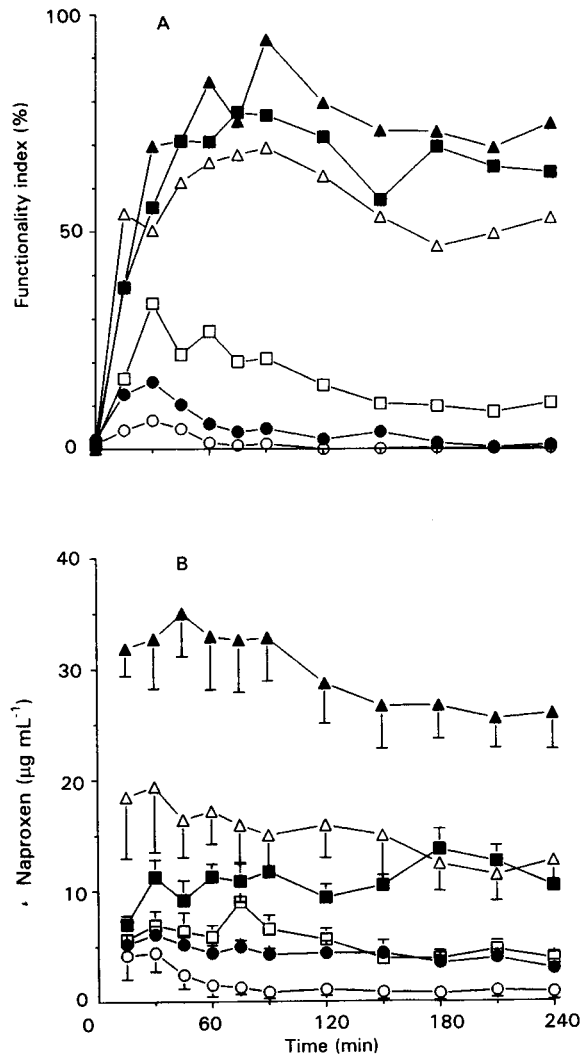 A
100
50
0
Functionality index (%)
B
40
30
20
10
0
Naproxen (µg mL⁻¹)
0 60 120 180 240
Time (min)